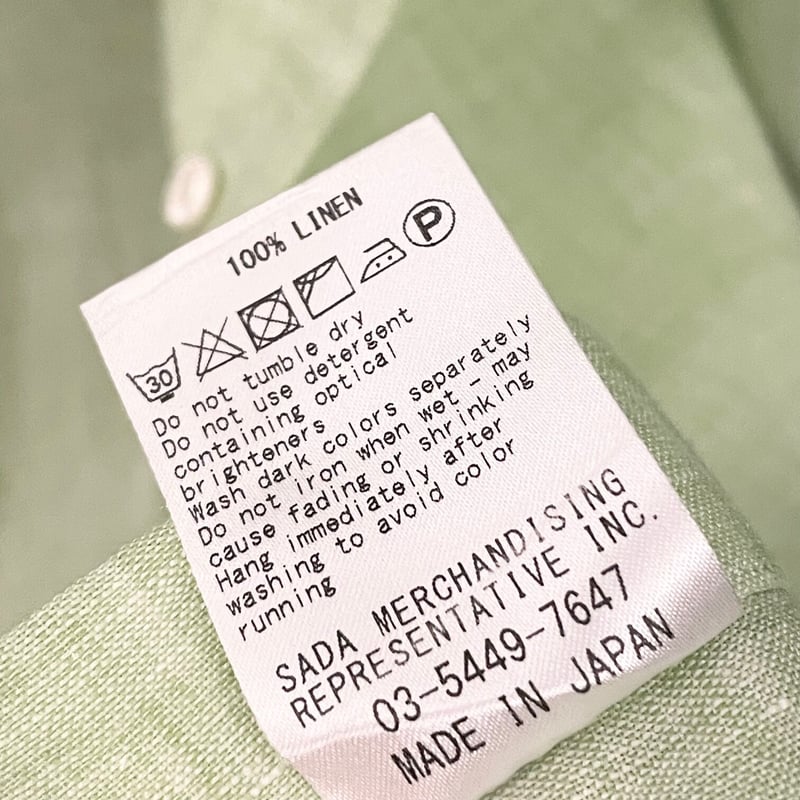 100% LINEN
30 P
Do not tumble dry
Do not use detergent
containing optical
brighteners
Wash dark colors separately
Do not iron when wet - may
cause fading or shrinking
Hang immediately after
washing to avoid color
running
SADA MERCHANDISING
REPRESENTATIVE INC.
03-5449-7647
MADE IN JAPAN